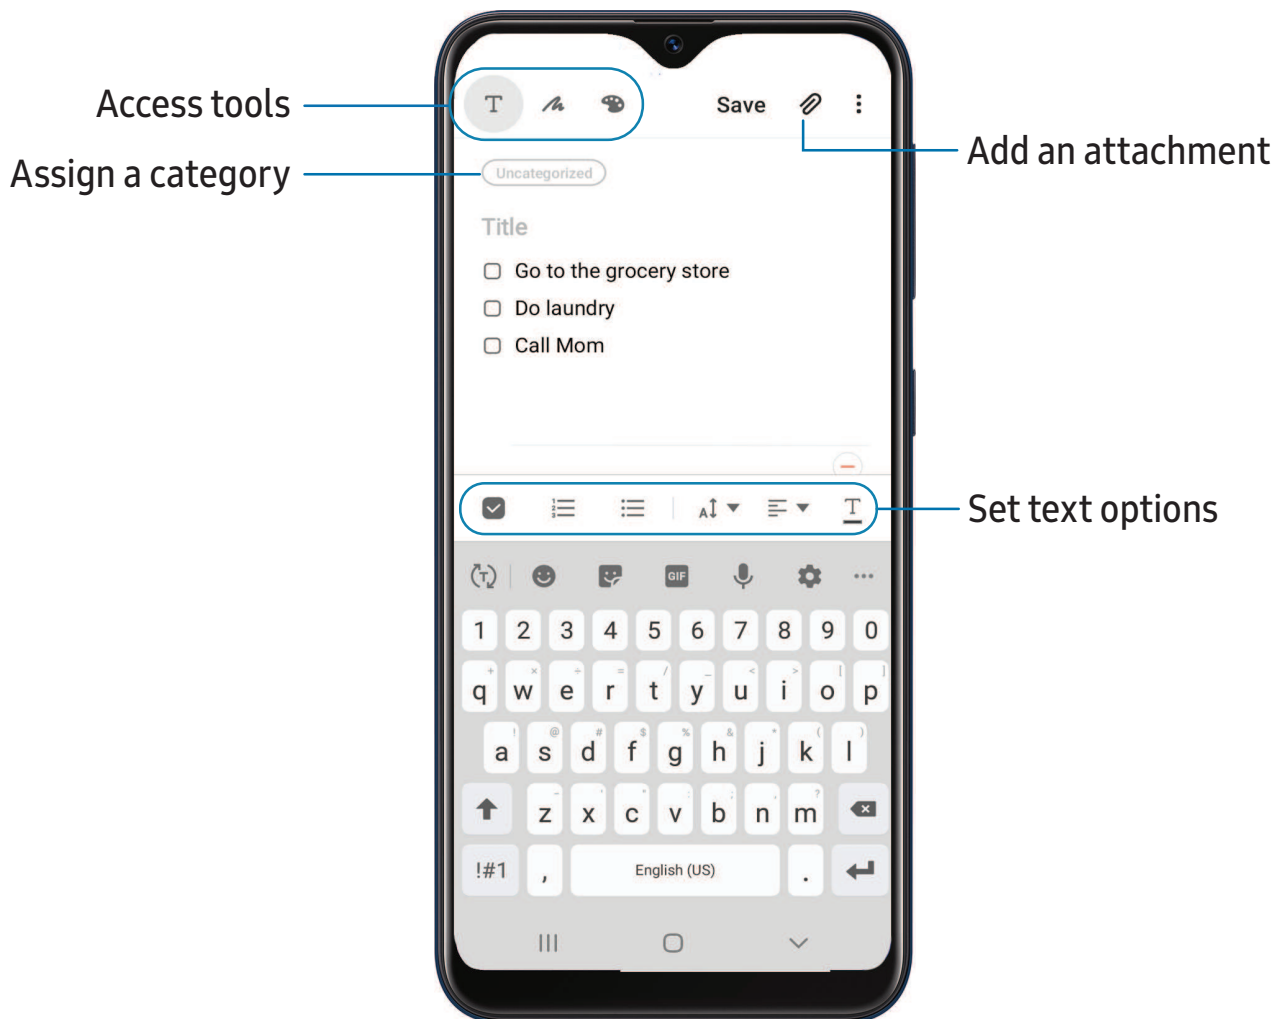 Access tools
T
Save
Add an attachment
Assign a category
Uncategorized
Title
Go to the grocery store
Do laundry
Call Mom
A T
Set text options
T GIF
1 2 3 4 5 6 7 8 9 0
+ × ÷ = / _ < > [ ]
q w e r t y u i o p
! @ # $ % & * ( )
a s d f g h j k l
z x c v b n m
!#1 , English (US) .